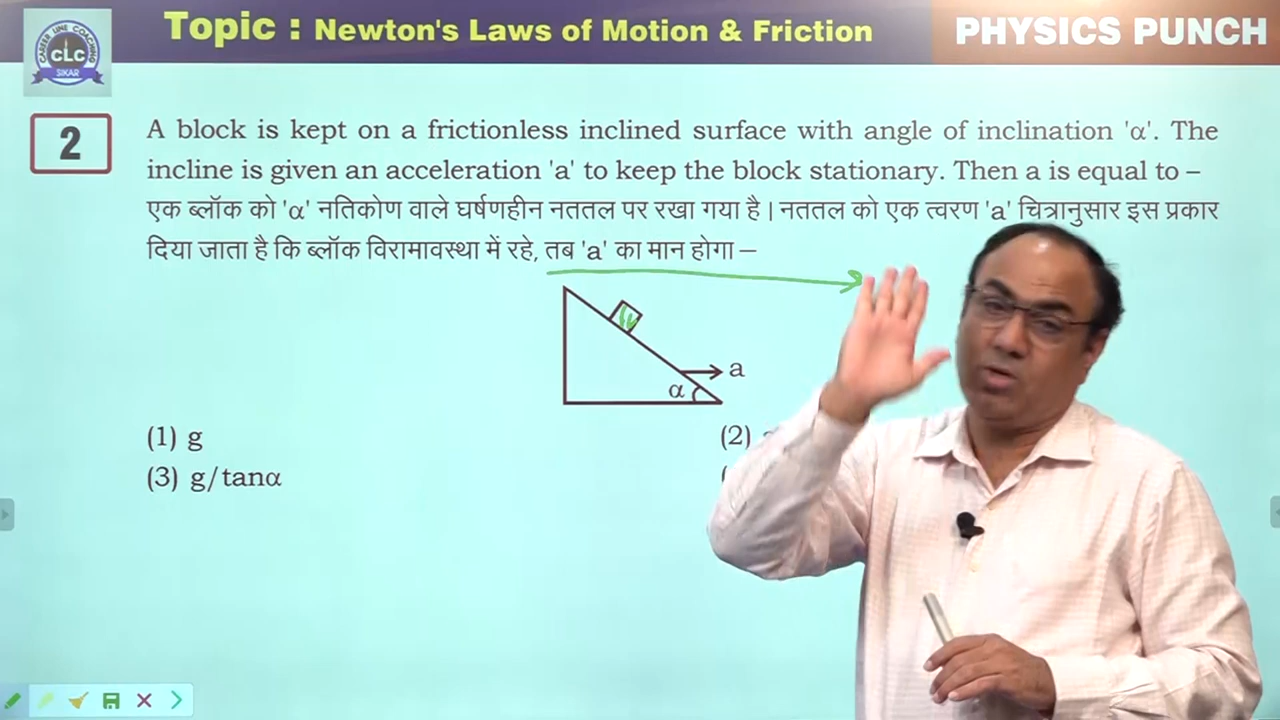 Topic : Newton's Laws of Motion & Friction
PHYSICS PUNCH
CAREER LINE COACHING
CLC
SIKAR
2
A block is kept on a frictionless inclined surface with angle of inclination 'α'. The
incline is given an acceleration 'a' to keep the block stationary. Then a is equal to –
एक ब्लॉक को 'α' नतिकोण वाले घर्षणहीन नततल पर रखा गया है | नततल को एक त्वरण 'a' चित्रानुसार इस प्रकार
दिया जाता है कि ब्लॉक विरामावस्था में रहे, तब 'a' का मान होगा –
a
α
(1) g
(2)
(3) g/tanα